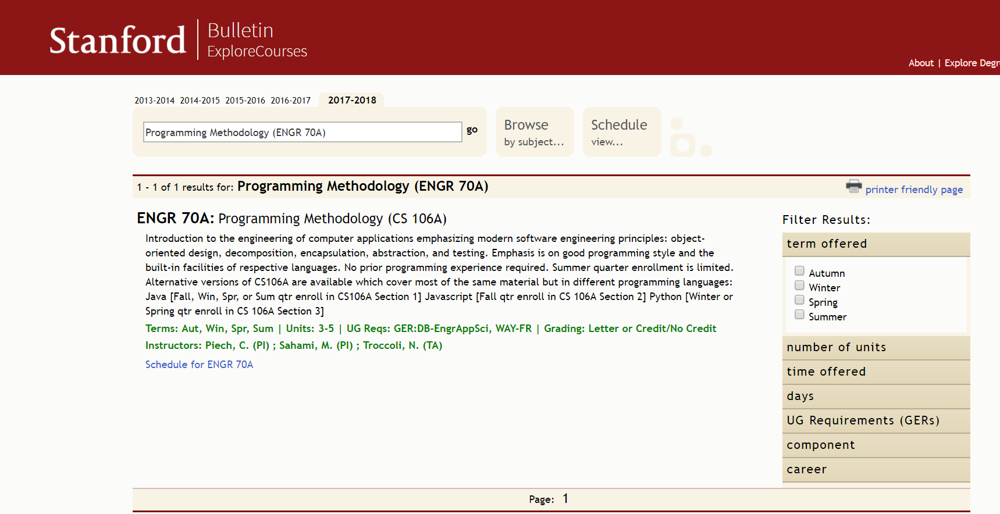 Stanford
Bulletin
ExploreCourses
About | Explore Degr
2013-2014 2014-2015 2015-2016 2016-2017 2017-2018
Programming Methodology (ENGR 70A)
go
Browse
by subject...
Schedule
view...
1 - 1 of 1 results for: Programming Methodology (ENGR 70A)
printer friendly page
ENGR 70A: Programming Methodology (CS 106A)
Introduction to the engineering of computer applications emphasizing modern software engineering principles: object-
oriented design, decomposition, encapsulation, abstraction, and testing. Emphasis is on good programming style and the
built-in facilities of respective languages. No prior programming experience required. Summer quarter enrollment is limited.
Alternative versions of CS106A are available which cover most of the same material but in different programming languages:
Java [Fall, Win, Spr, or Sum qtr enroll in CS106A Section 1] Javascript [Fall qtr enroll in CS 106A Section 2] Python [Winter or
Spring qtr enroll in CS 106A Section 3]
Terms: Aut, Win, Spr, Sum | Units: 3-5 | UG Reqs: GER:DB-EngrAppSci, WAY-FR | Grading: Letter or Credit/No Credit
Instructors: Piech, C. (PI) ; Sahami, M. (PI) ; Troccoli, N. (TA)
Schedule for ENGR 70A
Filter Results:
term offered
Autumn
Winter
Spring
Summer
number of units
time offered
days
UG Requirements (GERs)
component
career
Page: 1